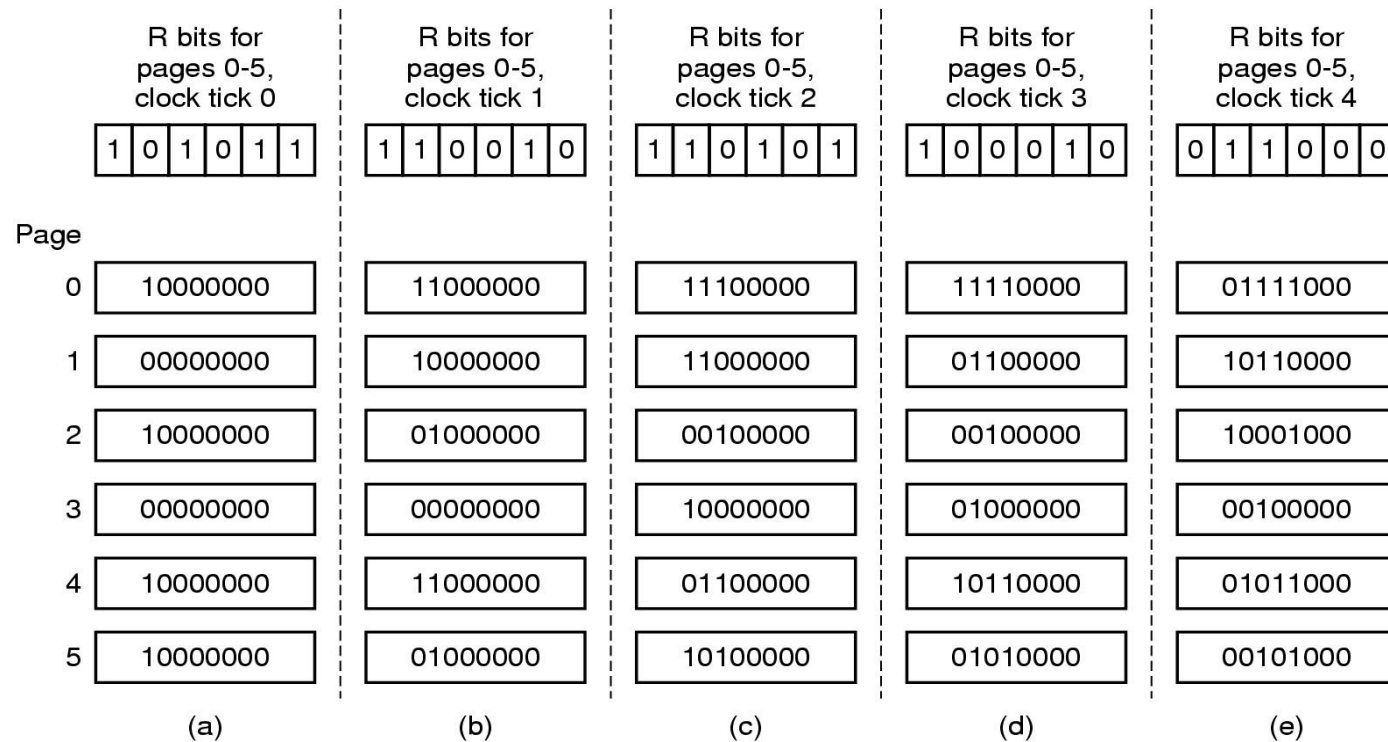 R bits for pages 0-5, clock tick 0
R bits for pages 0-5, clock tick 1
R bits for pages 0-5, clock tick 2
R bits for pages 0-5, clock tick 3
R bits for pages 0-5, clock tick 4
1 0 1 0 1 1
1 1 0 0 1 0
1 1 0 1 0 1
1 0 0 0 1 0
0 1 1 0 0 0
Page
0 10000000 11000000 11100000 11110000 01111000
1 00000000 10000000 11000000 01100000 10110000
2 10000000 01000000 00100000 00100000 10001000
3 00000000 00000000 10000000 01000000 00100000
4 10000000 11000000 01100000 10110000 01011000
5 10000000 01000000 10100000 01010000 00101000
(a) (b) (c) (d) (e)